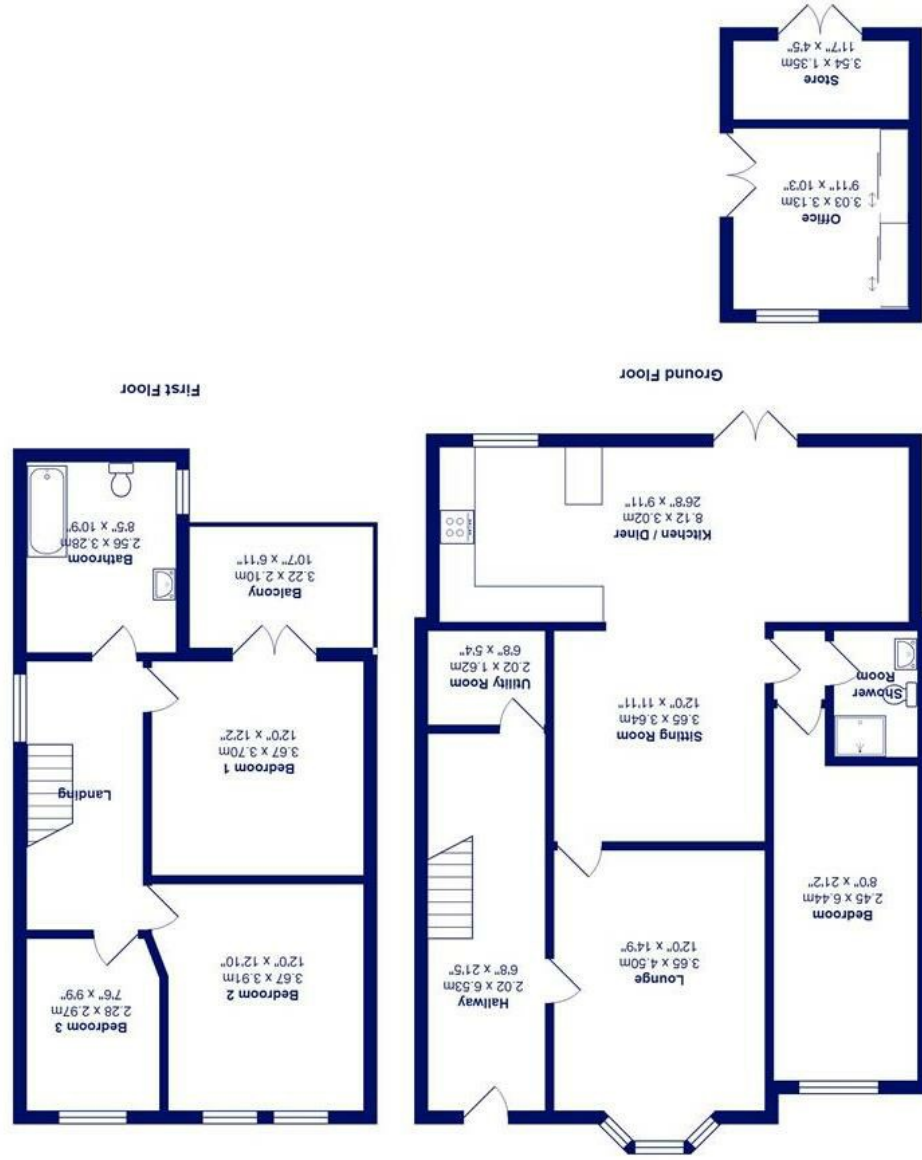 Bedroom
2.45 x 6.44m
8'0" x 21'2"
Lounge
3.65 x 4.50m
12'0" x 14'9"
Hallway
2.02 x 6.53m
6'8" x 21'5"
Shower
Room
Sitting Room
3.65 x 3.64m
12'0" x 11'11"
Utility Room
2.02 x 1.62m
6'8" x 5'4"
Kitchen / Diner
8.12 x 3.02m
26'8" x 9'11"
Ground Floor
Bedroom 2
3.67 x 3.91m
12'0" x 12'10"
Bedroom 3
2.28 x 2.97m
7'6" x 9'9"
Bedroom 1
3.67 x 3.70m
12'0" x 12'2"
Landing
Balcony
3.22 x 2.10m
10'7" x 6'11"
Bathroom
2.56 x 3.28m
8'5" x 10'9"
First Floor
Office
3.03 x 3.13m
9'11" x 10'3"
Store
3.54 x 1.35m
11'7" x 4'5"